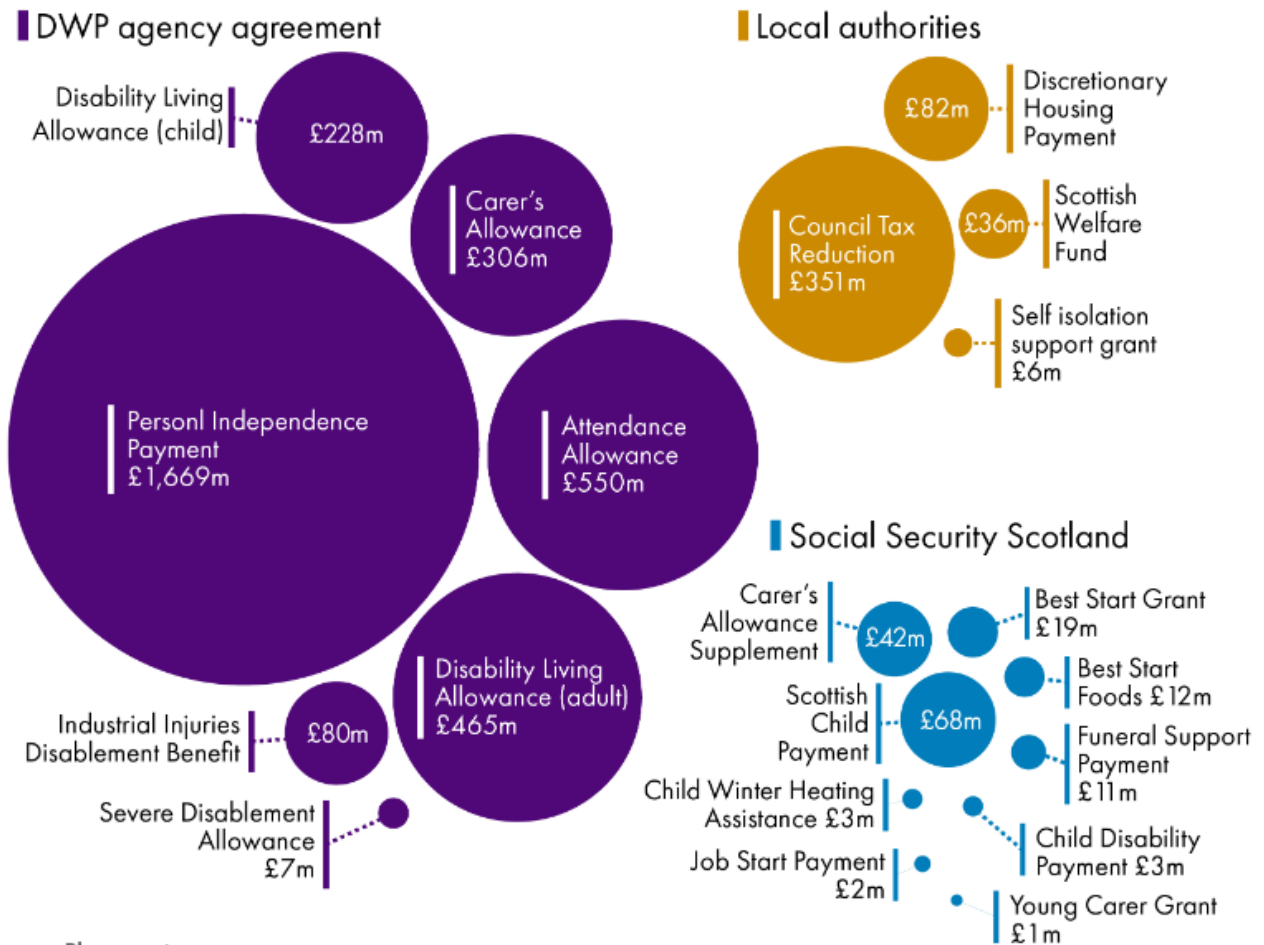 DWP agency agreement
Disability Living
Allowance (child)
£228m
Carer's
Allowance
£306m
Personl Independence
Payment
£1,669m
Attendance
Allowance
£550m
Disability Living
Allowance (adult)
£465m
Industrial Injuries
Disablement Benefit
£80m
Severe Disablement
Allowance
£7m
Local authorities
£82m
Discretionary
Housing
Payment
Council Tax
Reduction
£351m
£36m
Scottish
Welfare
Fund
Self isolation
support grant
£6m
Social Security Scotland
Carer's
Allowance
Supplement
£42m
Best Start Grant
£19m
Best Start
Foods £12m
Scottish
Child
Payment
£68m
Funeral Support
Payment
£11m
Child Winter Heating
Assistance £3m
Child Disability
Payment £3m
Job Start Payment
£2m
Young Carer Grant
£1m